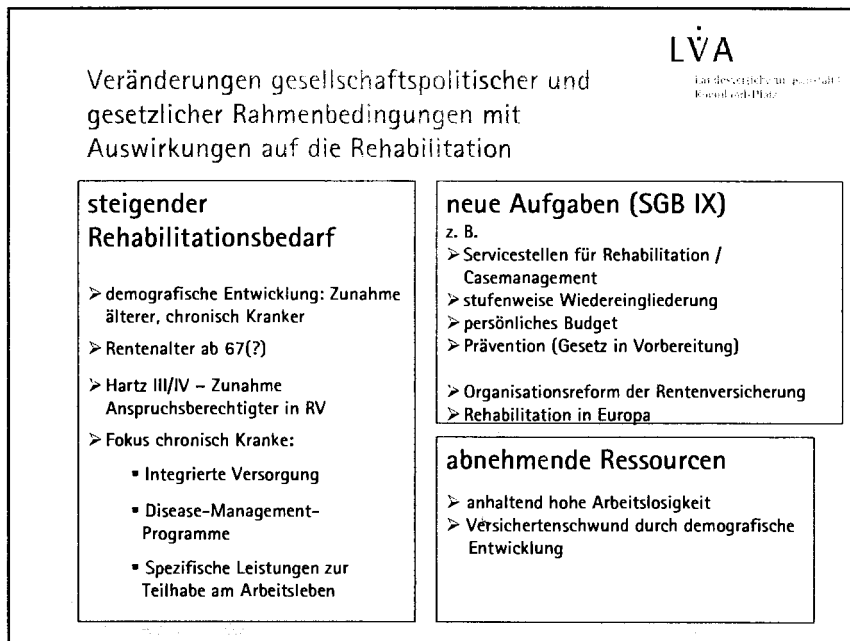 LVA
Rheinland-Pfalz
Veränderungen gesellschaftspolitischer und
gesetzlicher Rahmenbedingungen mit
Auswirkungen auf die Rehabilitation
steigender
Rehabilitationsbedarf
➢ demografische Entwicklung: Zunahme
älterer, chronisch Kranker
➢ Rentenalter ab 67(?)
➢ Hartz III/IV – Zunahme
Anspruchsberechtigter in RV
➢ Fokus chronisch Kranke:
▪ Integrierte Versorgung
▪ Disease-Management-
Programme
▪ Spezifische Leistungen zur
Teilhabe am Arbeitsleben
neue Aufgaben (SGB IX)
z. B.
➢ Servicestellen für Rehabilitation /
Casemanagement
➢ stufenweise Wiedereingliederung
➢ persönliches Budget
➢ Prävention (Gesetz in Vorbereitung)
➢ Organisationsreform der Rentenversicherung
➢ Rehabilitation in Europa
abnehmende Ressourcen
➢ anhaltend hohe Arbeitslosigkeit
➢ Versichertenschwund durch demografische
Entwicklung